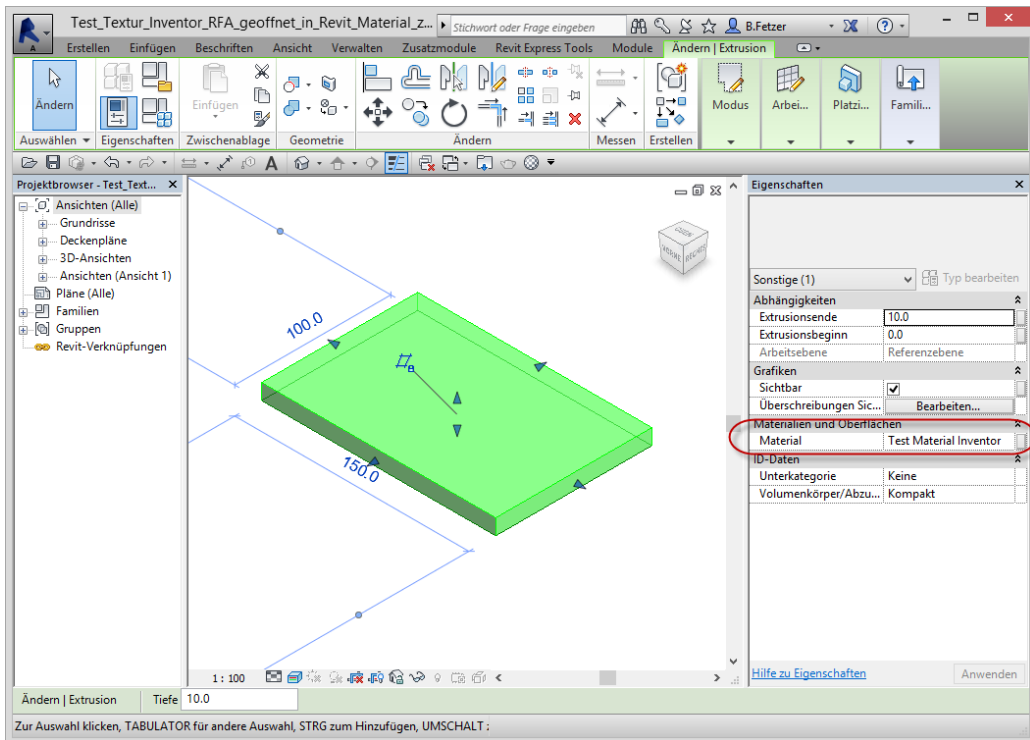 Test_Textur_Inventor_RFA_geoffnet_in_Revit_Material_z... Stichwort oder Frage eingeben B.Fetzer
A Erstellen Einfügen Beschriften Ansicht Verwalten Zusatzmodule Revit Express Tools Module Ändern | Extrusion
Ändern Einfügen Modus Arbei... Platzi... Famili...
Auswählen Eigenschaften Zwischenablage Geometrie Ändern Messen Erstellen
Projektbrowser - Test_Text...
Ansichten (Alle)
Grundrisse
Deckenpläne
3D-Ansichten
Ansichten (Ansicht 1)
Pläne (Alle)
Familien
Gruppen
Revit-Verknüpfungen
VORNE
100.0
150.0
1 : 100
Eigenschaften
Sonstige (1) Typ bearbeiten
Abhängigkeiten
Extrusionsende 10.0
Extrusionsbeginn 0.0
Arbeitsebene Referenzebene
Grafiken
Sichtbar
Überschreibungen Sic... Bearbeiten...
Materialien und Oberflächen
Material Test Material Inventor
ID-Daten
Unterkategorie Keine
Volumenkörper/Abzu... Kompakt
Hilfe zu Eigenschaften Anwenden
Ändern | Extrusion Tiefe 10.0
Zur Auswahl klicken, TABULATOR für andere Auswahl, STRG zum Hinzufügen, UMSCHALT :